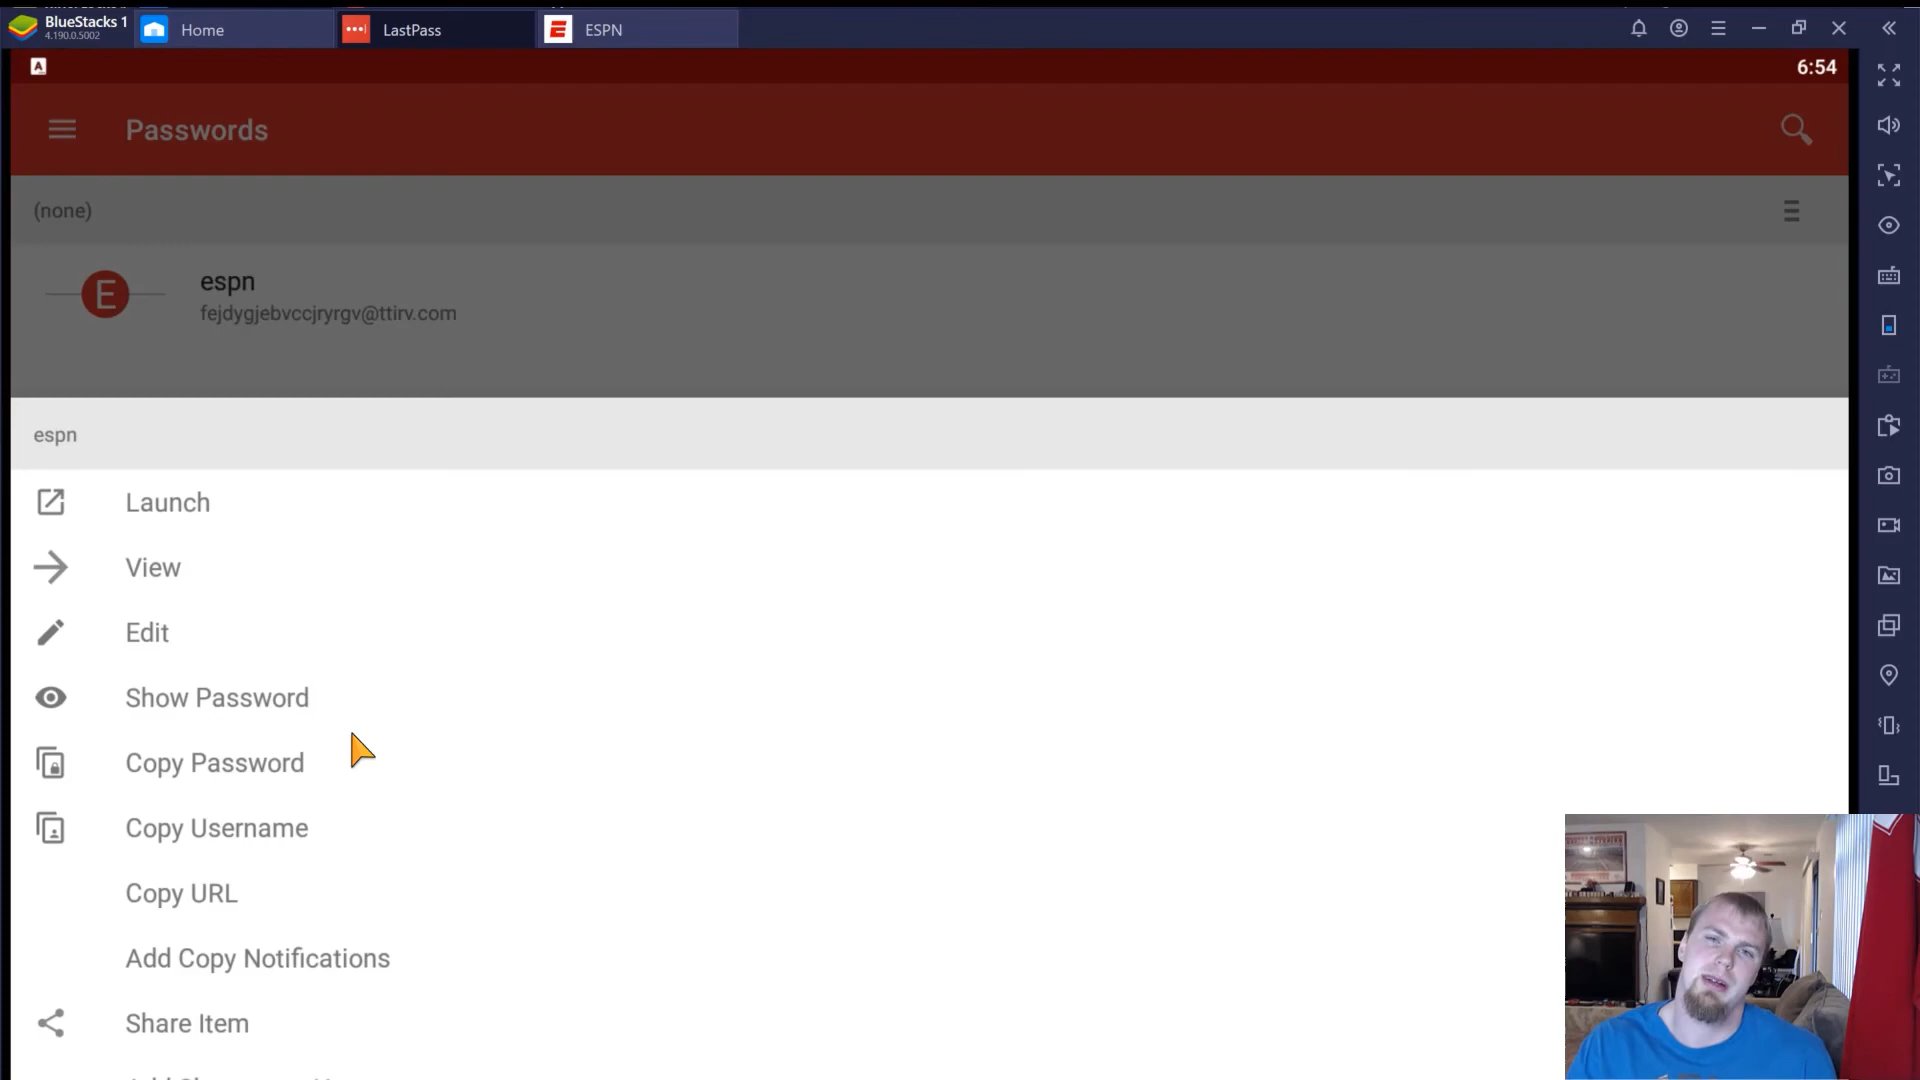 BlueStacks 1
4.190.0.5002
Home
LastPass
ESPN
6:54
Passwords
(none)
E
espn
fejdygjebvccjryrgv@ttirv.com
espn
Launch
View
Edit
Show Password
Copy Password
Copy Username
Copy URL
Add Copy Notifications
Share Item